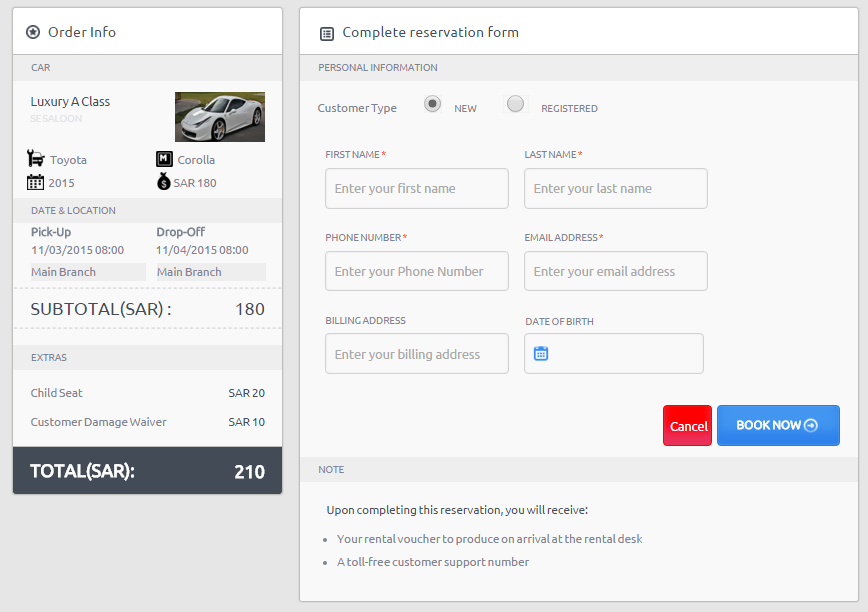 Order Info
CAR
Luxury A Class
SE SALOON
Toyota
M Corolla
2015
$ SAR 180
DATE & LOCATION
Pick-Up
Drop-Off
11/03/2015 08:00
11/04/2015 08:00
Main Branch
Main Branch
SUBTOTAL(SAR) : 180
EXTRAS
Child Seat SAR 20
Customer Damage Waiver SAR 10
TOTAL(SAR): 210
Complete reservation form
PERSONAL INFORMATION
Customer Type NEW REGISTERED
FIRST NAME* LAST NAME*
Enter your first name Enter your last name
PHONE NUMBER* EMAIL ADDRESS*
Enter your Phone Number Enter your email address
BILLING ADDRESS DATE OF BIRTH
Enter your billing address
Cancel BOOK NOW
NOTE
Upon completing this reservation, you will receive:
• Your rental voucher to produce on arrival at the rental desk
• A toll-free customer support number